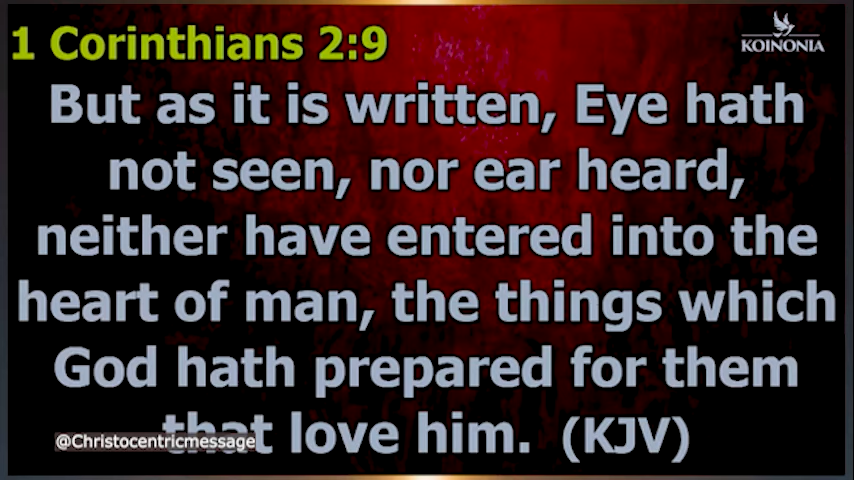 1 Corinthians 2:9
KOINONIA
But as it is written, Eye hath
not seen, nor ear heard,
neither have entered into the
heart of man, the things which
God hath prepared for them
that love him. (KJV)
@Christocentricmessage